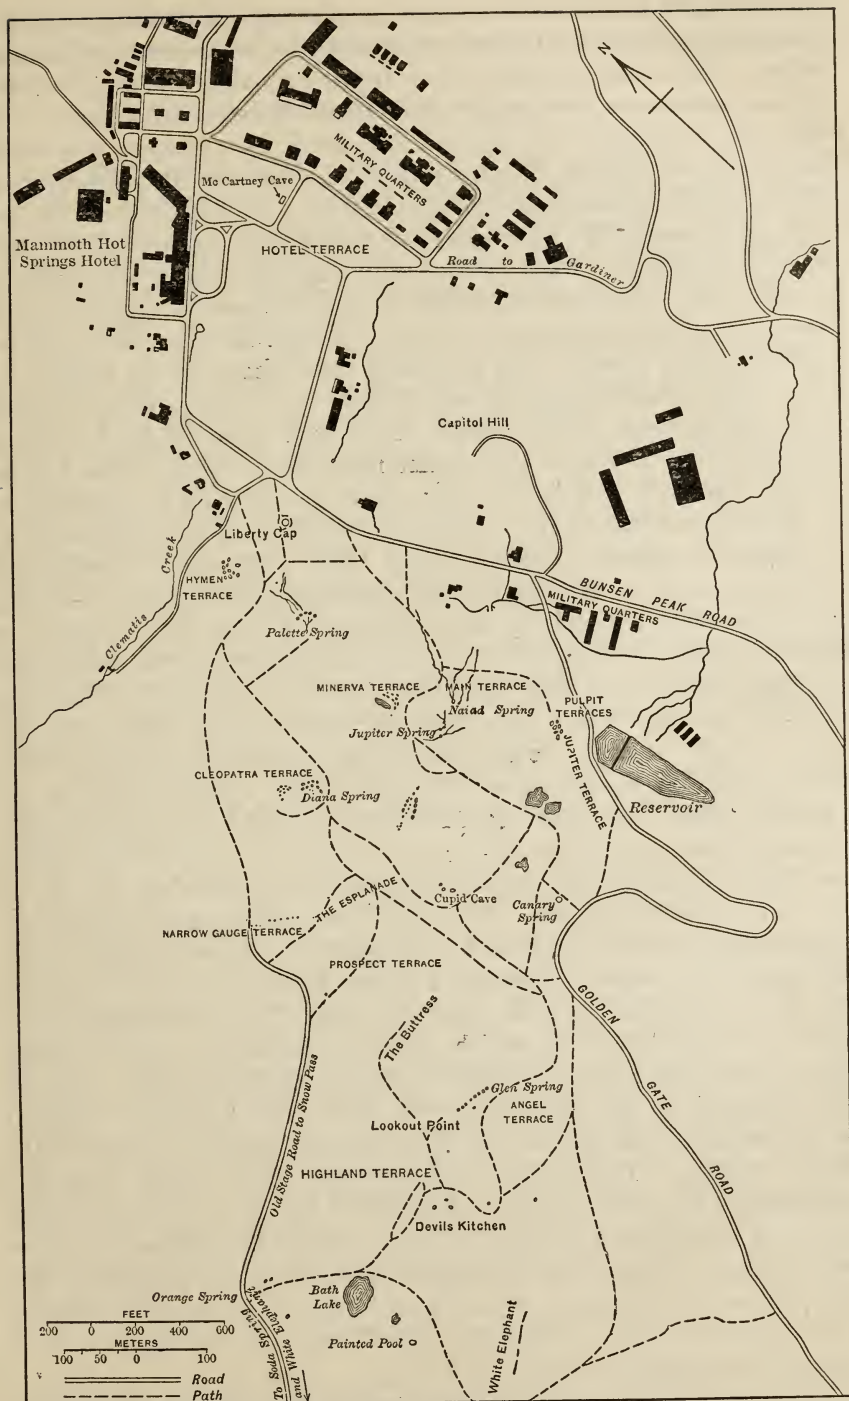 N
MILITARY QUARTERS
Mc Cartney Cave
Mammoth Hot
Springs Hotel
HOTEL TERRACE
Road to Gardiner
Capitol Hill
Liberty Cap
Clematis Creek
HYMEN
TERRACE
BUNSEN PEAK ROAD
MILITARY QUARTERS
Palette Spring
MINERVA TERRACE
MAIN TERRACE
PULPIT
TERRACES
Naiad Spring
Jupiter Spring
JUPITER TERRACE
CLEOPATRA TERRACE
Diana Spring
Reservoir
THE ESPLANADE
Cupid Cave
Canary
Spring
NARROW GAUGE TERRACE
PROSPECT TERRACE
GOLDEN GATE ROAD
The Buttress
Old Stage Road to Snow Pass
Glen Spring
ANGEL
TERRACE
Lookout Point
HIGHLAND TERRACE
Devils Kitchen
Orange Spring
Bath
Lake
White Elephant
Painted Pool
To Soda Spring
and White Elephant
FEET
200 0 200 400 600
METERS
100 50 0 100
Road
Path